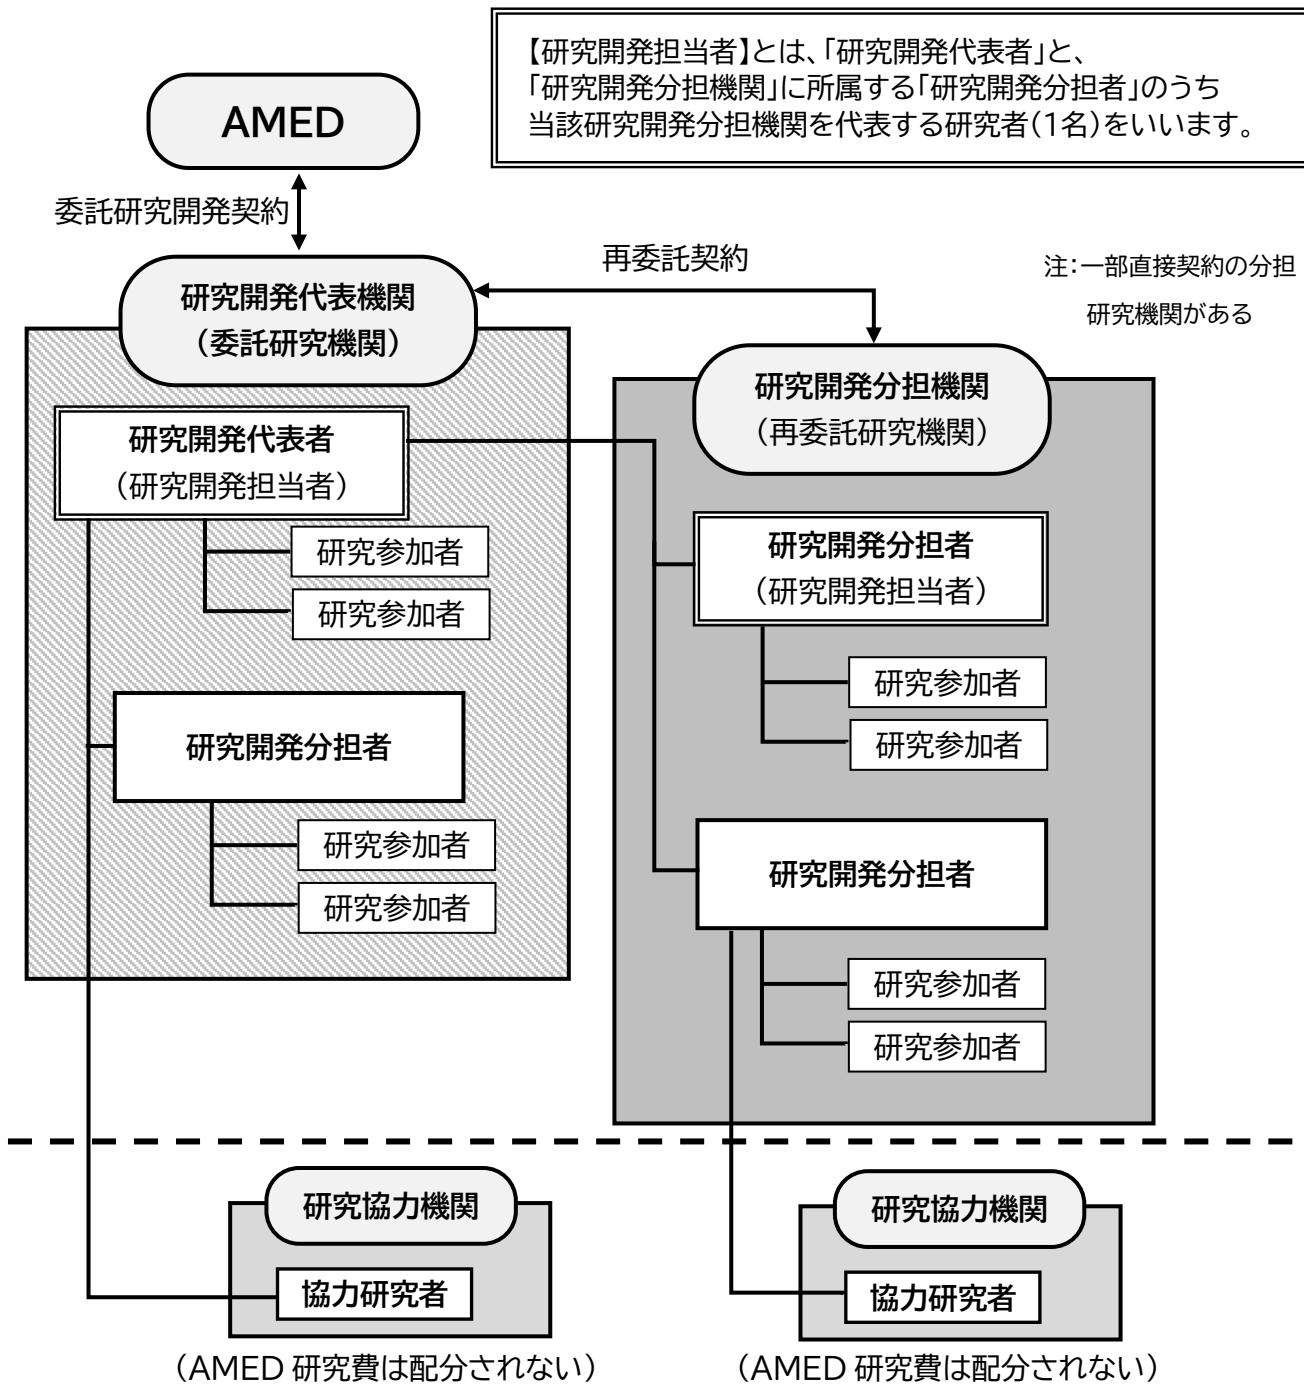 【研究開発担当者】とは、「研究開発代表者」と、
「研究開発分担機関」に所属する「研究開発分担者」のうち
当該研究開発分担機関を代表する研究者(1名)をいいます。
AMED
委託研究開発契約
再委託契約
注:一部直接契約の分担
研究機関がある
研究開発代表機関
(委託研究機関)
研究開発代表者
(研究開発担当者)
研究参加者
研究参加者
研究開発分担者
研究参加者
研究参加者
研究開発分担機関
(再委託研究機関)
研究開発分担者
(研究開発担当者)
研究参加者
研究参加者
研究開発分担者
研究参加者
研究参加者
研究協力機関
協力研究者
(AMED 研究費は配分されない)
研究協力機関
協力研究者
(AMED 研究費は配分されない)